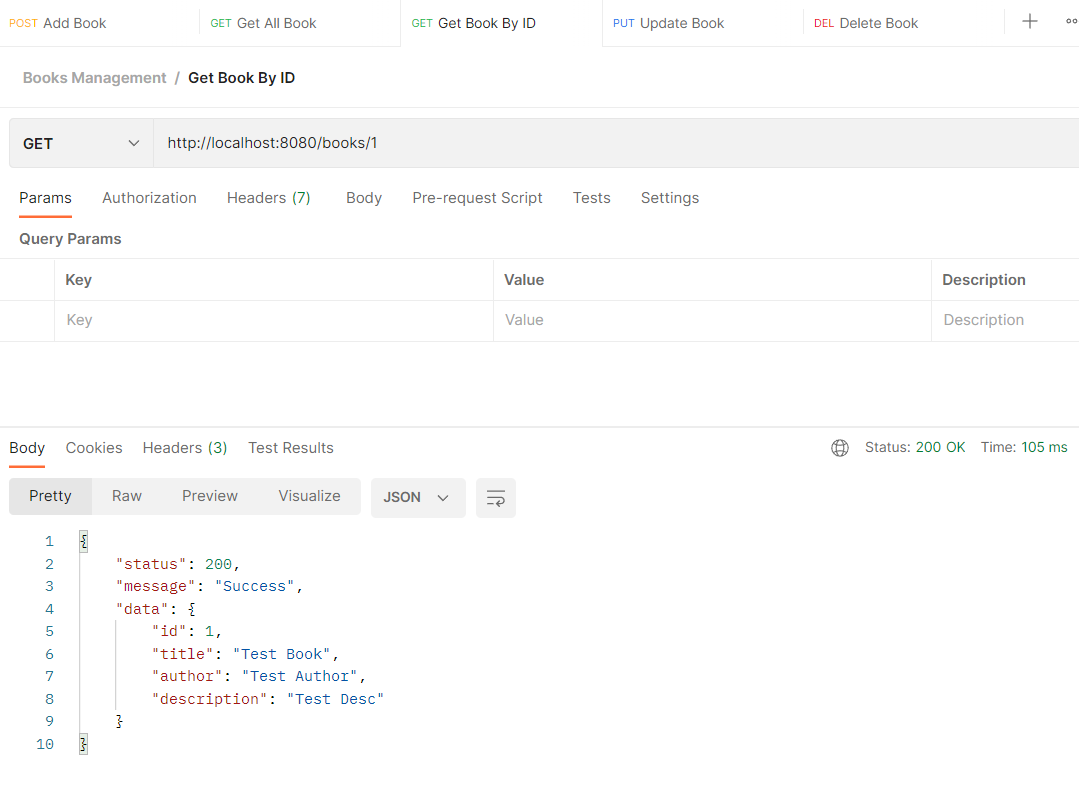 POST Add Book GET Get All Book GET Get Book By ID PUT Update Book DEL Delete Book
Books Management / Get Book By ID
GET http://localhost:8080/books/1
Params Authorization Headers (7) Body Pre-request Script Tests Settings
Query Params
Key Value Description
Key Value Description
Body Cookies Headers (3) Test Results Status: 200 OK Time: 105 ms
Pretty Raw Preview Visualize JSON
1 {
2 "status": 200,
3 "message": "Success",
4 "data": {
5 "id": 1,
6 "title": "Test Book",
7 "author": "Test Author",
8 "description": "Test Desc"
9 }
10 }